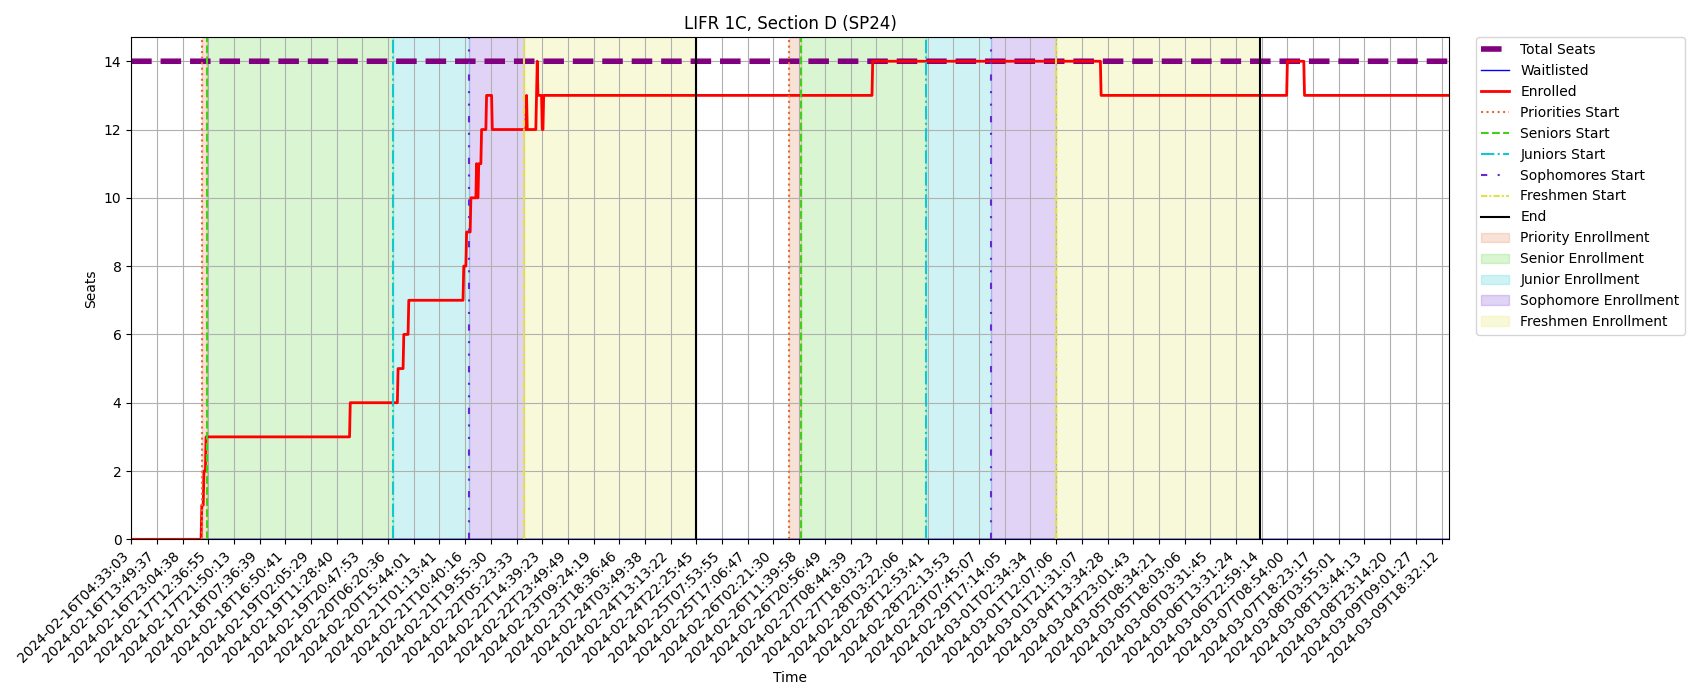 LIFR 1C, Section D (SP24)
Seats
14
12
10
8
6
4
2
0
2024-02-16T04:33:03
2024-02-16T13:49:37
2024-02-16T23:04:38
2024-02-17T12:36:55
2024-02-17T21:50:13
2024-02-18T07:36:39
2024-02-18T16:50:41
2024-02-19T02:05:29
2024-02-19T11:28:40
2024-02-19T20:47:53
2024-02-20T06:20:36
2024-02-20T15:44:01
2024-02-21T01:13:41
2024-02-21T10:40:16
2024-02-21T19:55:30
2024-02-22T05:23:33
2024-02-22T14:39:23
2024-02-22T23:49:49
2024-02-23T09:24:19
2024-02-23T18:36:46
2024-02-24T03:49:38
2024-02-24T13:13:22
2024-02-24T22:25:45
2024-02-25T07:53:55
2024-02-25T17:06:47
2024-02-26T02:21:30
2024-02-26T11:39:58
2024-02-26T20:56:49
2024-02-27T08:44:39
2024-02-27T18:03:23
2024-02-28T03:22:06
2024-02-28T12:53:41
2024-02-28T22:13:53
2024-02-29T07:45:07
2024-02-29T17:14:05
2024-03-01T02:34:34
2024-03-01T12:07:06
2024-03-01T21:31:07
2024-03-04T13:34:28
2024-03-04T23:01:43
2024-03-05T08:34:21
2024-03-05T18:03:06
2024-03-06T03:31:45
2024-03-06T13:31:24
2024-03-06T22:59:14
2024-03-07T08:54:00
2024-03-07T18:23:17
2024-03-08T03:55:01
2024-03-08T13:44:13
2024-03-08T23:14:20
2024-03-09T09:01:27
2024-03-09T18:32:12
Time
Total Seats
Waitlisted
Enrolled
Priorities Start
Seniors Start
Juniors Start
Sophomores Start
Freshmen Start
End
Priority Enrollment
Senior Enrollment
Junior Enrollment
Sophomore Enrollment
Freshmen Enrollment